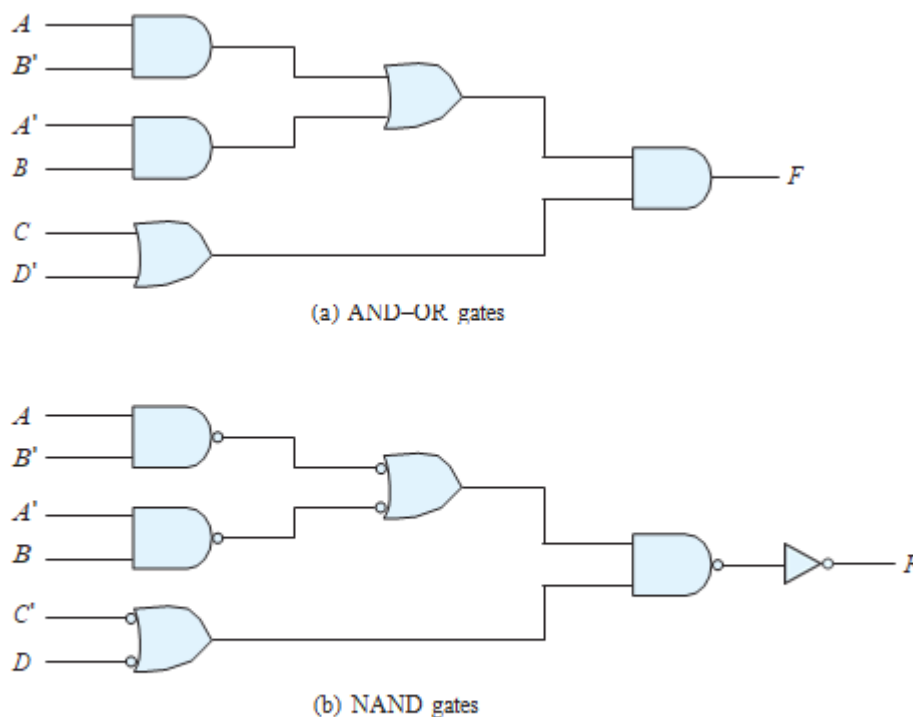 A
B'
A'
B
F
C
D'
(a) AND–OR gates
A
B'
A'
B
F
C'
D
(b) NAND gates